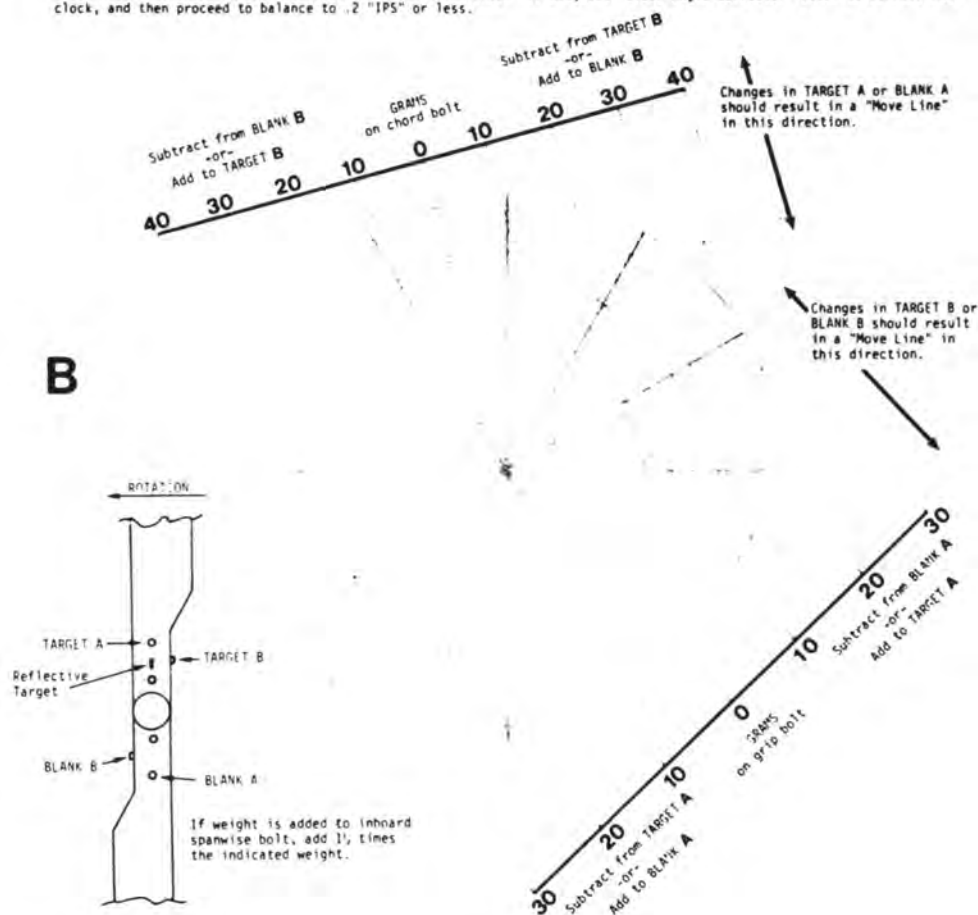 clock, and then proceed to balance to .2 "IPS" or less.
Subtract from TARGET B
-or-
Add to BLANK B
GRAMS
on chord bolt
Subtract from BLANK B
-or-
Add to TARGET B
40 30 20 10 0 10 20 30 40
Changes in TARGET A or BLANK A
should result in a "Move Line"
in this direction.
Changes in TARGET B or
BLANK B should result
in a "Move Line" in
this direction.
B
ROTATION
TARGET A
TARGET B
Reflective
Target
BLANK B
BLANK A
If weight is added to inboard
spanwise bolt, add 1½ times
the indicated weight.
30 20 10 0 10 20 30
Subtract from BLANK A
-or-
Add to TARGET A
GRAMS
on grip bolt
Subtract from TARGET A
-or-
Add to BLANK A